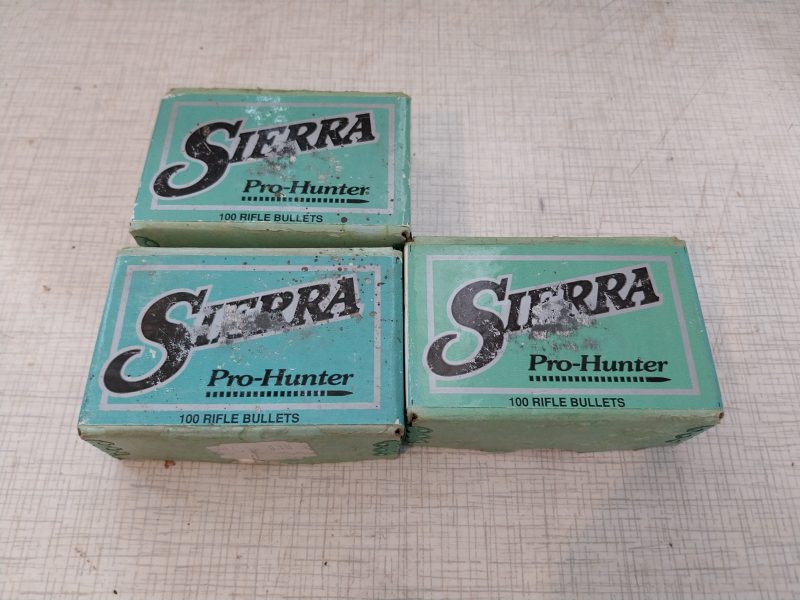 SIERRA
Pro-Hunter®
100 RIFLE BULLETS
SIERRA
Pro-Hunter
100 RIFLE BULLETS
SIERRA
Pro-Hunter
100 RIFLE BULLETS